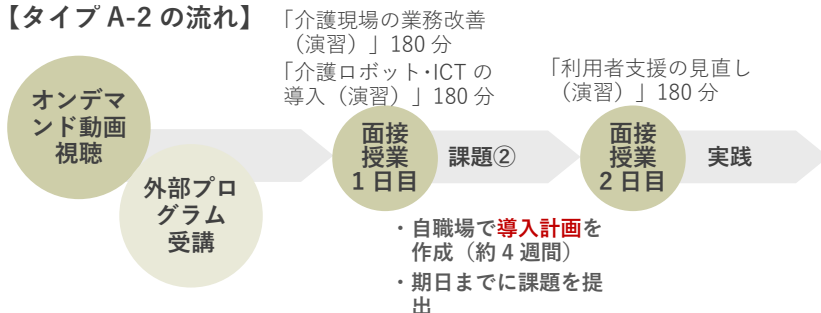 【タイプ A-2 の流れ】
「介護現場の業務改善
（演習）」180 分
「介護ロボット･ICT の
導入（演習）」180 分
「利用者支援の見直し
（演習）」180 分
オンデマ
ンド動画
視聴
外部プロ
グラム
受講
面接
授業
1 日目
課題②
面接
授業
2 日目
実践
・自職場で導入計画を
作成（約 4 週間）
・期日までに課題を提
出